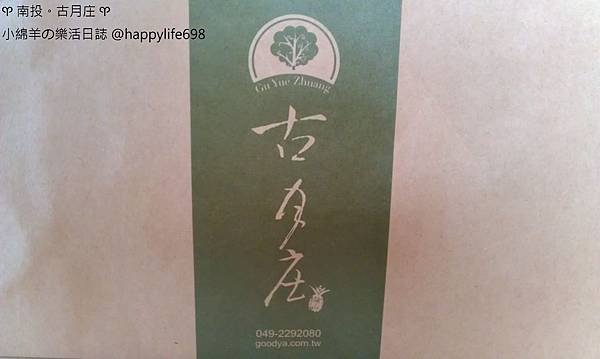 ღ 南投。古月庄 ღ
小綿羊の樂活日誌 @happylife698
Gu Yue Zhuang
古
月
庄
049-2292080
goodya.com.tw